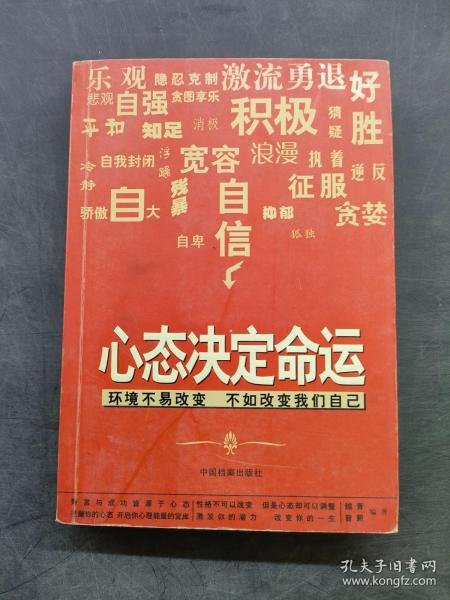 乐观 隐忍克制 激流勇退 好胜
悲观 自强 贪图享乐 积极 猜疑
平和 知足 消极
冷静 自我封闭 浮躁 宽容 浪漫 执着 逆反
残暴 自信 征服
骄傲 自大 抑郁 贪婪
自卑 孤独
心态决定命运
环境不易改变 不如改变我们自己
中国档案出版社
财富与成功皆源于心态 性格不可以改变 但是心态却可以调整
你的心态 开启你心理能量的宝库 激发你的潜力 改变你的一生
编著
孔夫子旧书网
www.kongfz.com